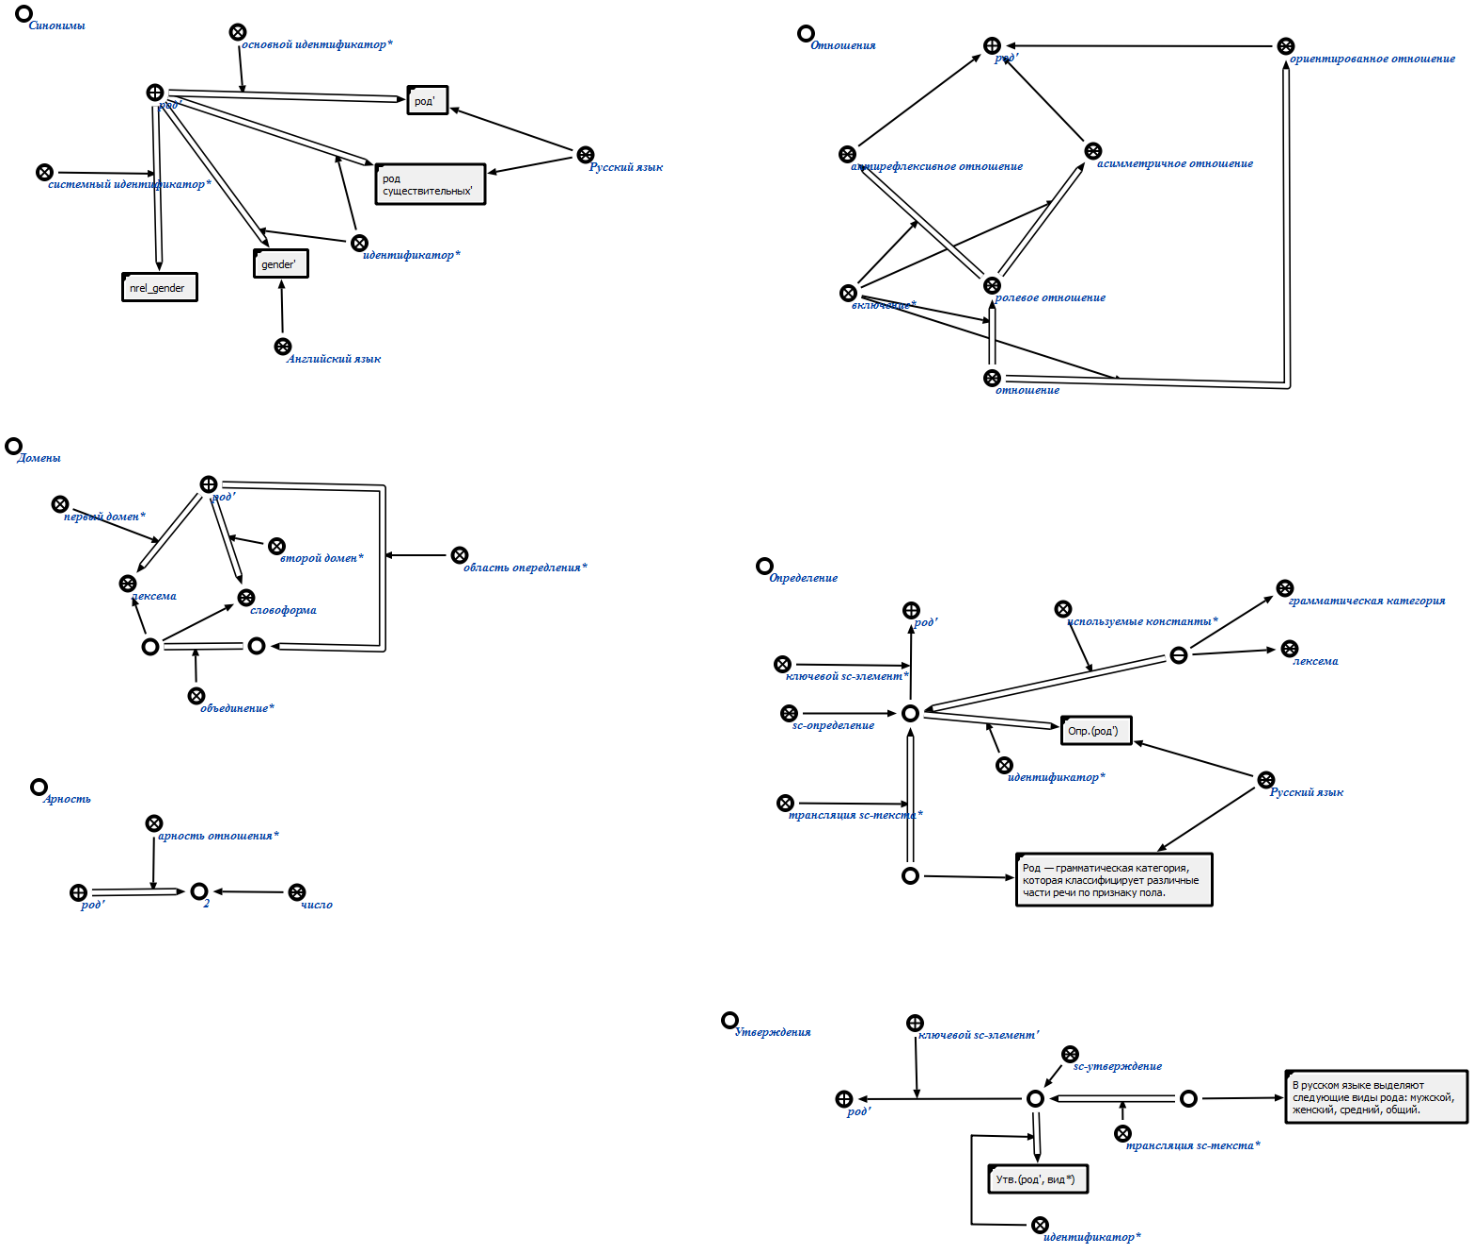 Синонимы
основной идентификатор*
род'
род'
Русский язык
системный идентификатор*
род
существительных'
идентификатор*
gender'
nrel_gender
Английский язык
Отношения
род'
ориентированное отношение
антирефлексивное отношение
асимметричное отношение
ролевое отношение
включение*
отношение
Домены
род'
первый домен*
второй домен*
область опередления*
лексема
словоформа
объединение*
Определение
род'
используемые константы*
грамматическая категория
лексема
ключевой sc-элемент*
sc-определение
Опр.(род')
идентификатор*
Русский язык
трансляция sc-текста*
Род — грамматическая категория,
которая классифицирует различные
части речи по признаку пола.
Арность
арность отношения*
род'
2
число
Утверждения
ключевой sc-элемент'
sc-утверждение
род'
В русском языке выделяют
следующие виды рода: мужской,
женский, средний, общий.
трансляция sc-текста*
Утв.(род', вид*)
идентификатор*